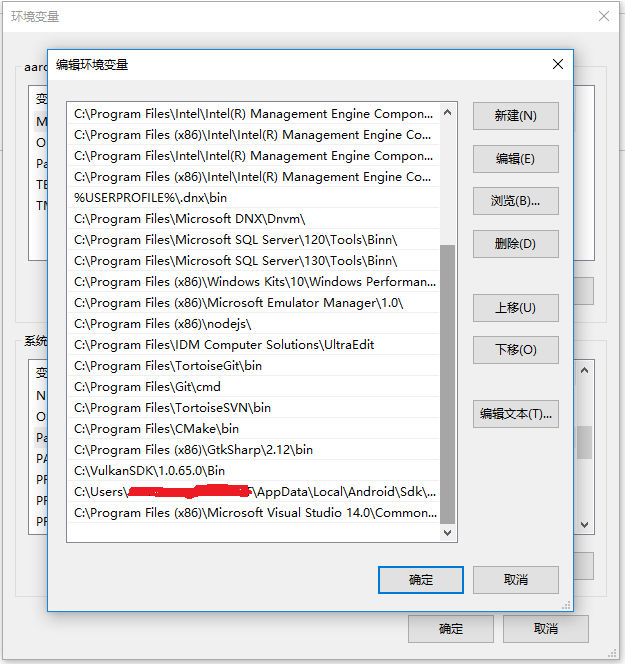 环境变量
编辑环境变量
aaro
变
M
O
Pa
TE
TM
C:\Program Files\Intel\Intel(R) Management Engine Compon...
C:\Program Files (x86)\Intel\Intel(R) Management Engine Co...
C:\Program Files\Intel\Intel(R) Management Engine Compon...
C:\Program Files (x86)\Intel\Intel(R) Management Engine Co...
%USERPROFILE%\.dnx\bin
C:\Program Files\Microsoft DNX\Dnvm\
C:\Program Files\Microsoft SQL Server\120\Tools\Binn\
C:\Program Files\Microsoft SQL Server\130\Tools\Binn\
C:\Program Files (x86)\Windows Kits\10\Windows Performan...
C:\Program Files (x86)\Microsoft Emulator Manager\1.0\
C:\Program Files (x86)\nodejs\
C:\Program Files\IDM Computer Solutions\UltraEdit
C:\Program Files\TortoiseGit\bin
C:\Program Files\Git\cmd
C:\Program Files\TortoiseSVN\bin
C:\Program Files\CMake\bin
C:\Program Files (x86)\GtkSharp\2.12\bin
C:\VulkanSDK\1.0.65.0\Bin
C:\Users\ \AppData\Local\Android\Sdk\...
C:\Program Files (x86)\Microsoft Visual Studio 14.0\Common...
新建(N)
编辑(E)
浏览(B)...
删除(D)
上移(U)
下移(O)
编辑文本(T)...
系统
变
N
O
Pa
PA
PF
PF
PF
确定
取消
确定
取消